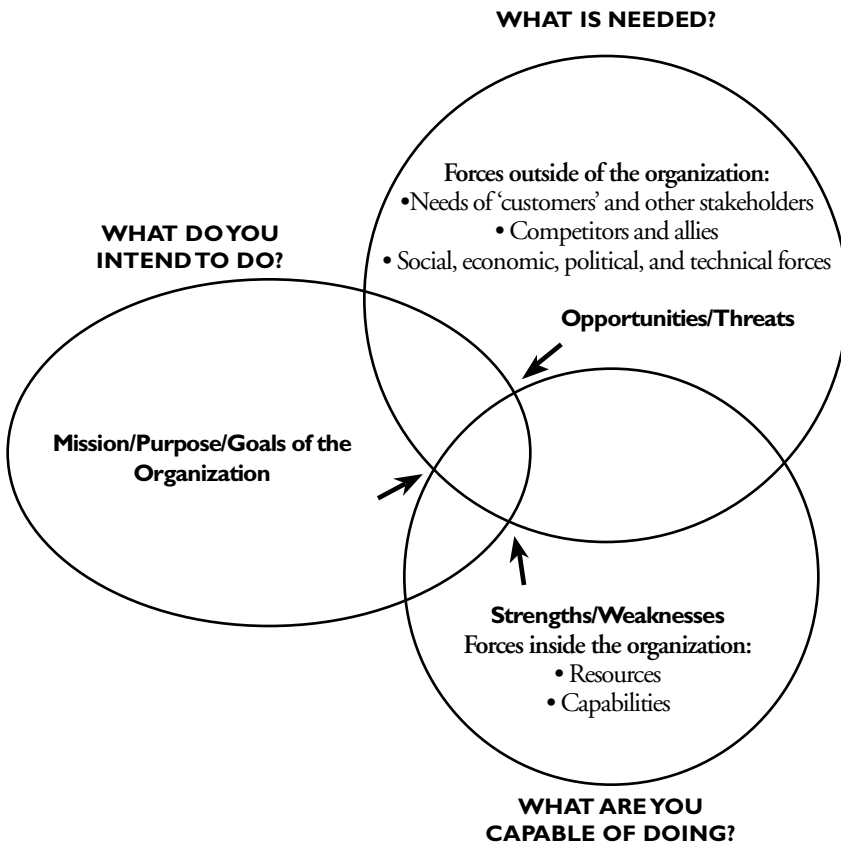 WHAT IS NEEDED?
Forces outside of the organization:
•Needs of ‘customers’ and other stakeholders
• Competitors and allies
• Social, economic, political, and technical forces
WHAT DO YOU
INTEND TO DO?
Opportunities/Threats
Mission/Purpose/Goals of the
Organization
Strengths/Weaknesses
Forces inside the organization:
• Resources
• Capabilities
WHAT ARE YOU
CAPABLE OF DOING?